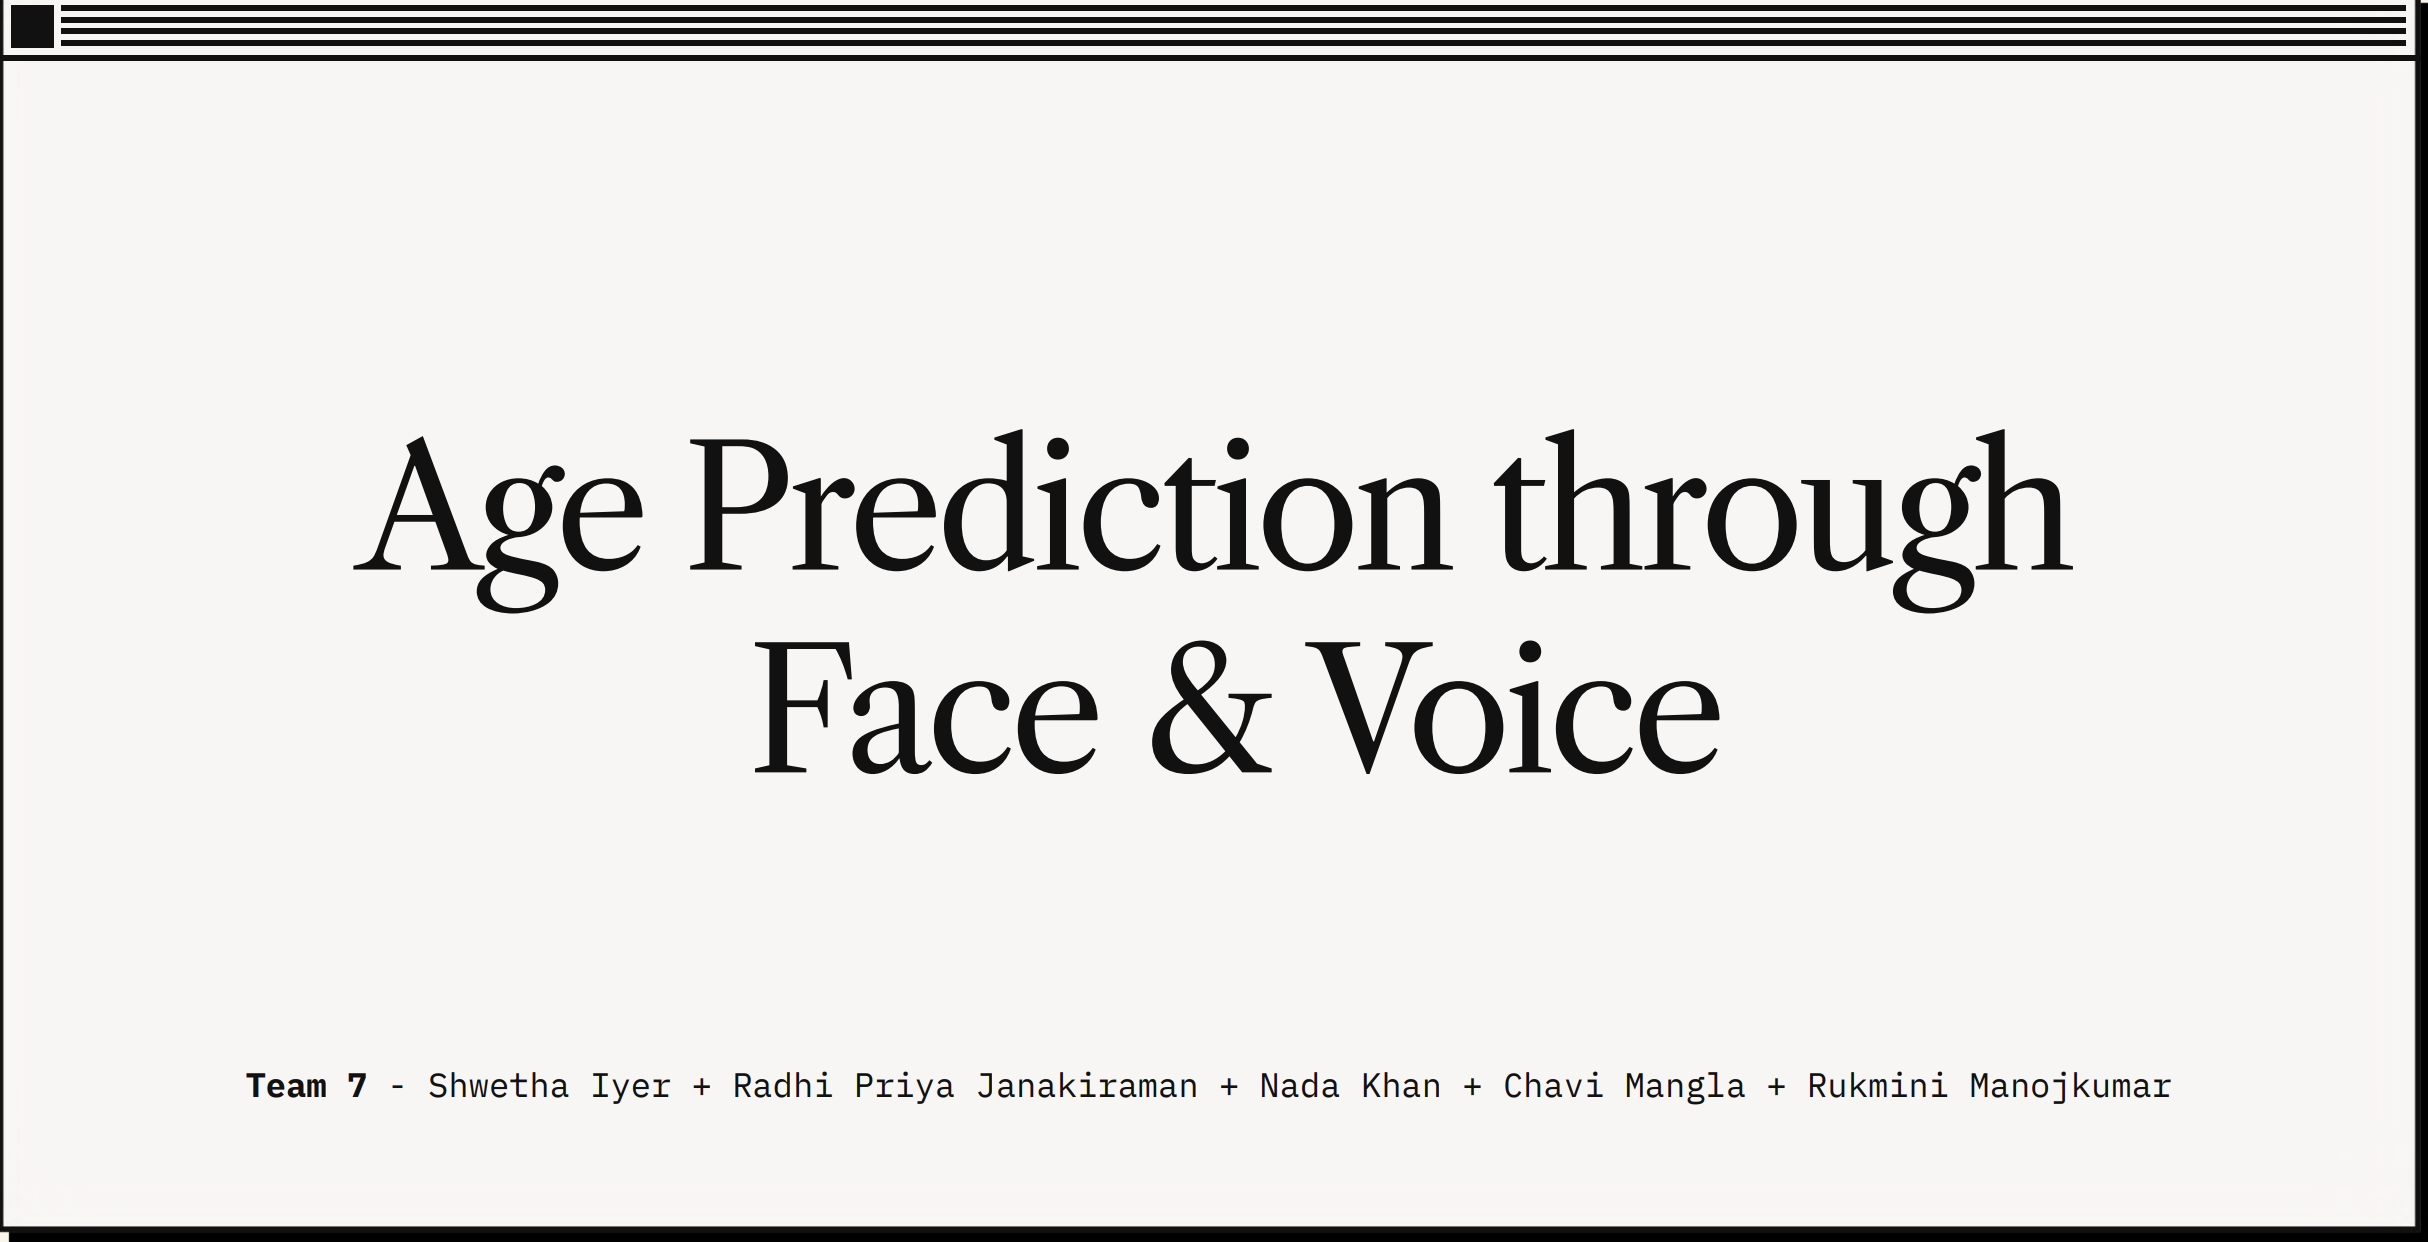 Age Prediction through
Face & Voice
Team 7 - Shwetha Iyer + Radhi Priya Janakiraman + Nada Khan + Chavi Mangla + Rukmini Manojkumar